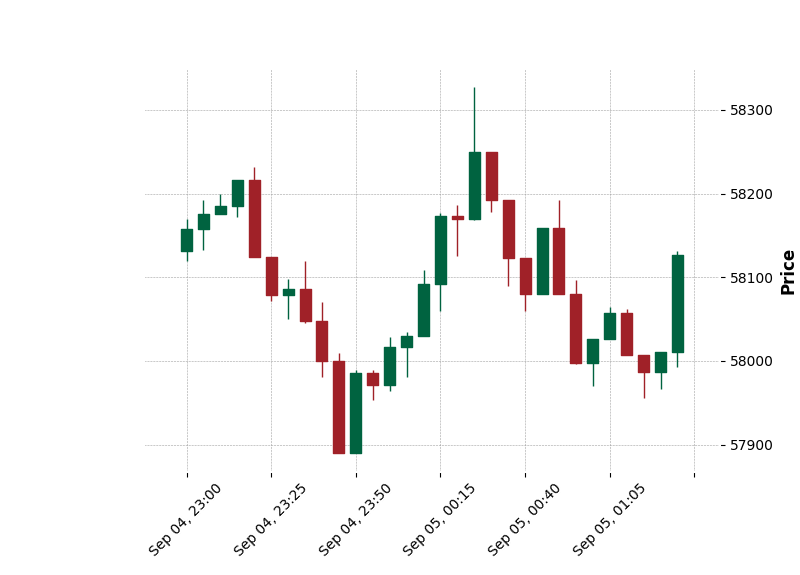 58300
58200
58100
58000
57900
Price
Sep 04, 23:00
Sep 04, 23:25
Sep 04, 23:50
Sep 05, 00:15
Sep 05, 00:40
Sep 05, 01:05